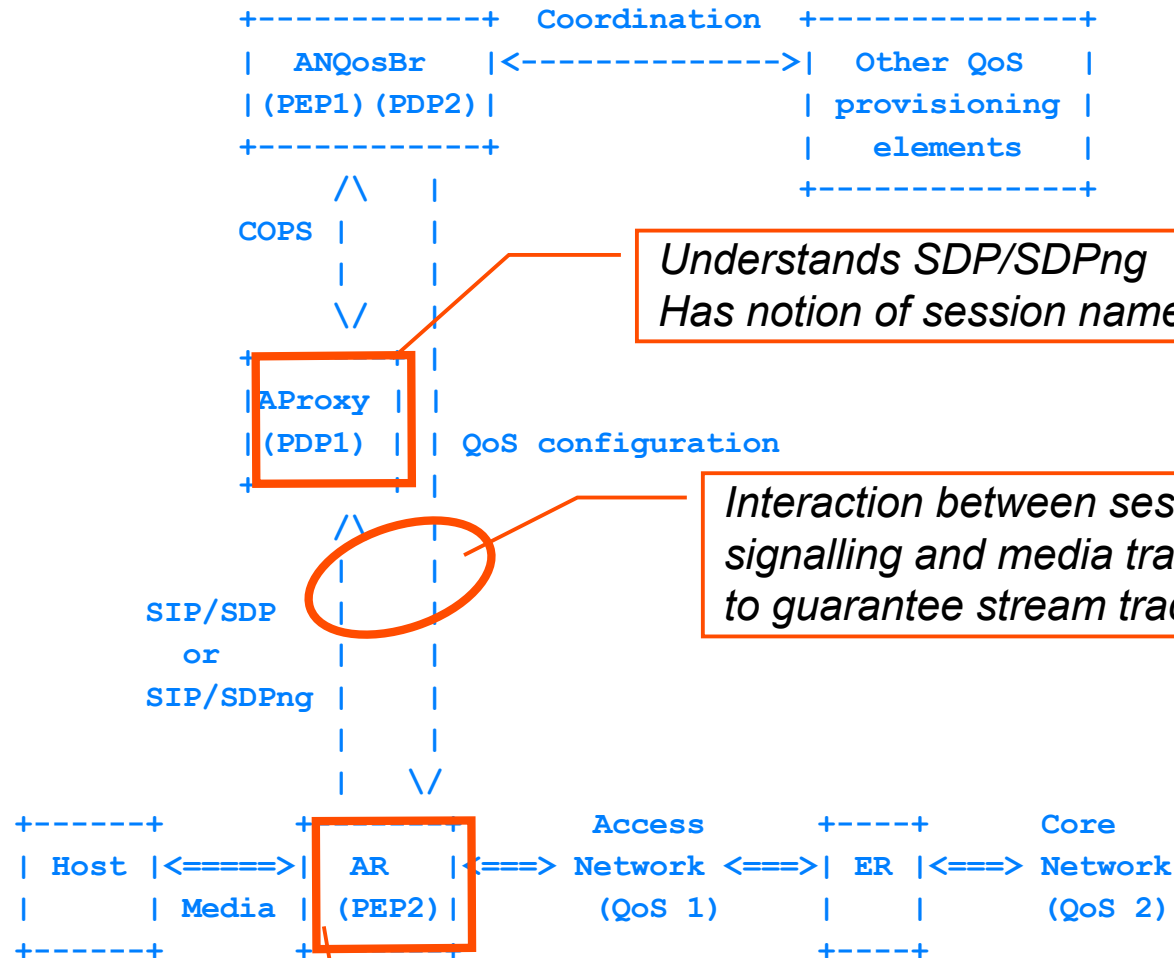 Coordination
ANQosBr
(PEP1)(PDP2)
Other QoS
provisioning
elements
COPS
Understands SDP/SDPng
Has notion of session name
AProxy
(PDP1)
QoS configuration
Interaction between ses
signalling and media tra
to guarantee stream tra
SIP/SDP
or
SIP/SDPng
Host
Media
AR
(PEP2)
Access
Network
(QoS 1)
ER
Core
Network
(QoS 2)